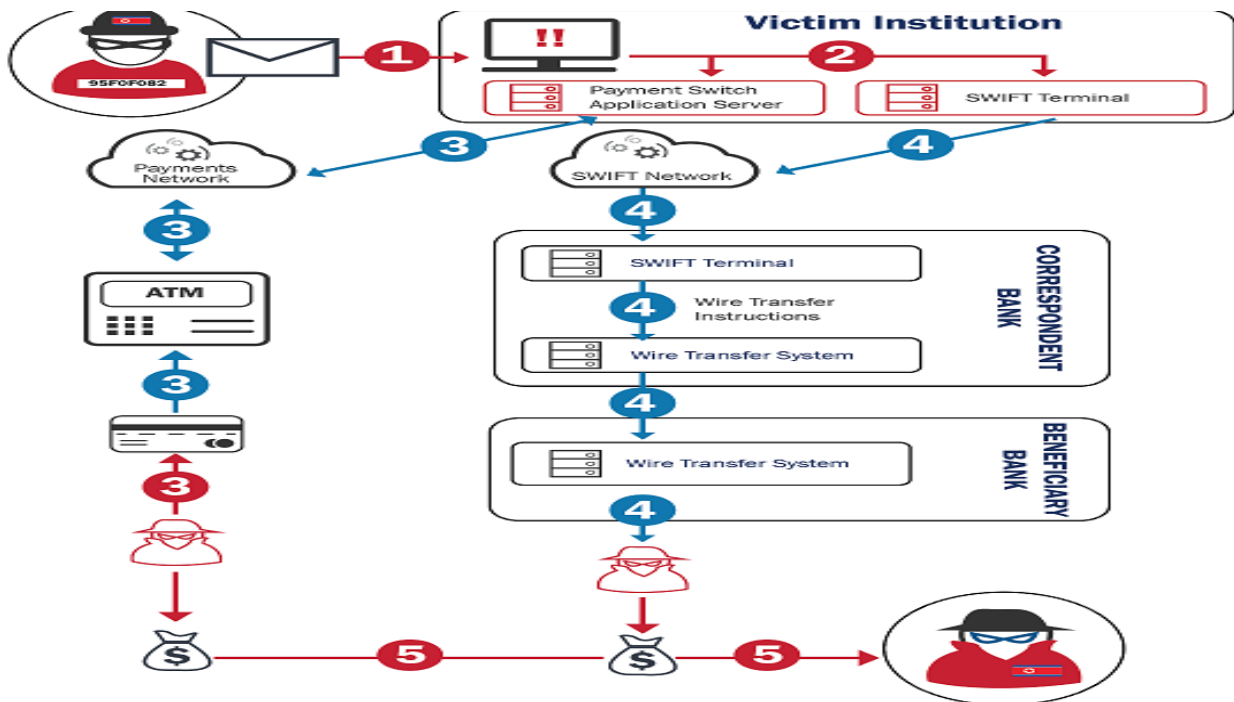 Victim Institution
!!
1
2
95F0F082
Payment Switch
Application Server
SWIFT Terminal
3
4
Payments
Network
SWIFT Network
3
4
SWIFT Terminal
ATM
4
Wire Transfer
Instructions
CORRESPONDENT
BANK
Wire Transfer System
3
4
Wire Transfer System
BENEFICIARY
BANK
3
4
$
5
$
5